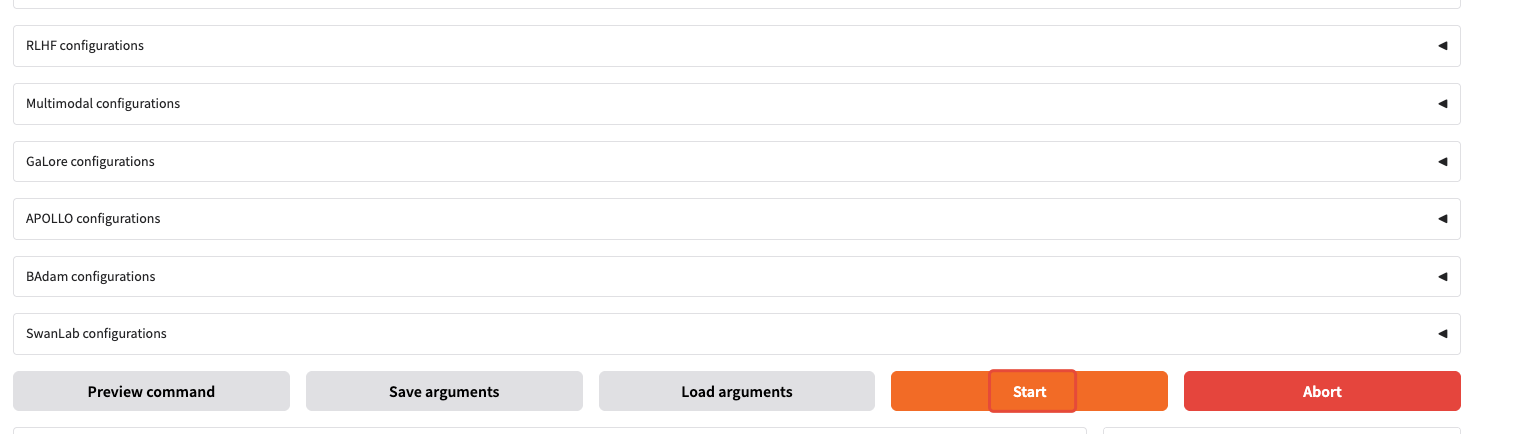 RLHF configurations
Multimodal configurations
GaLore configurations
APOLLO configurations
BAdam configurations
SwanLab configurations
Preview command Save arguments Load arguments Start Abort